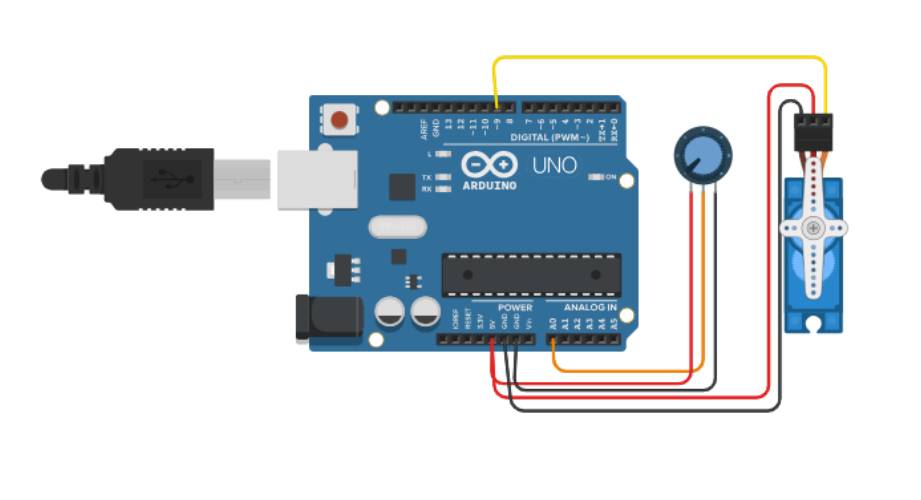 AREF
GND
13
12
~11
~10
~9
8
7
~6
~5
4
~3
2
TX→1
RX←0
DIGITAL (PWM~)
L
TX
RX
UNO
ARDUINO
ON
POWER
ANALOG IN
IOREF
RESET
3.3V
5V
GND
GND
Vin
A0
A1
A2
A3
A4
A5